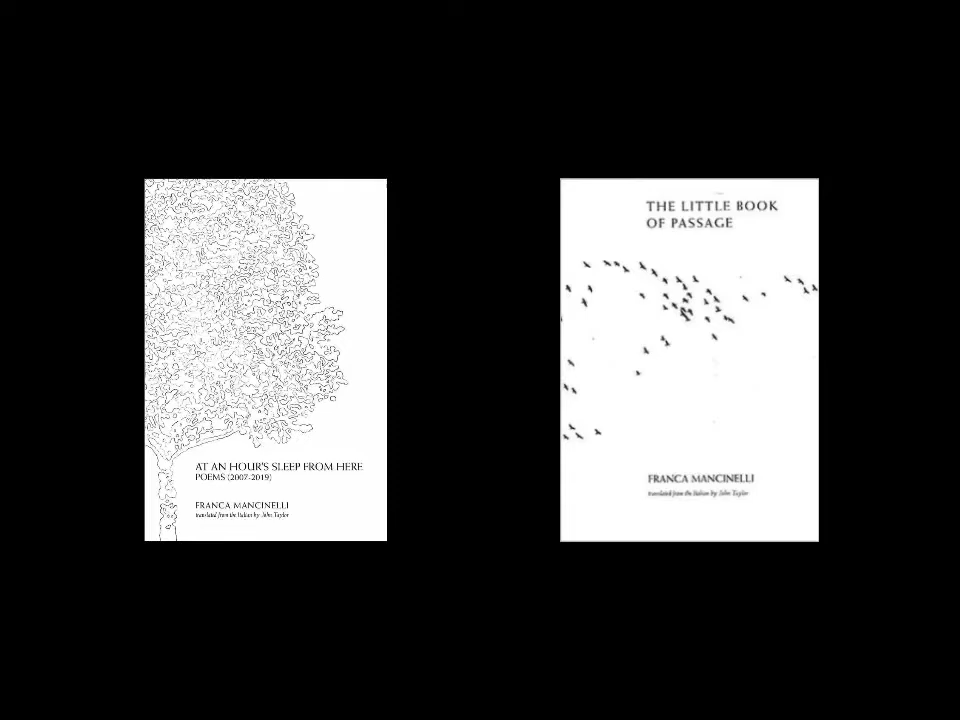 AT AN HOUR'S SLEEP FROM HERE
POEMS (2007-2019)
FRANCA MANCINELLI
translated from the Italian by John Taylor
THE LITTLE BOOK
OF PASSAGE
FRANCA MANCINELLI
translated from the Italian by John Taylor